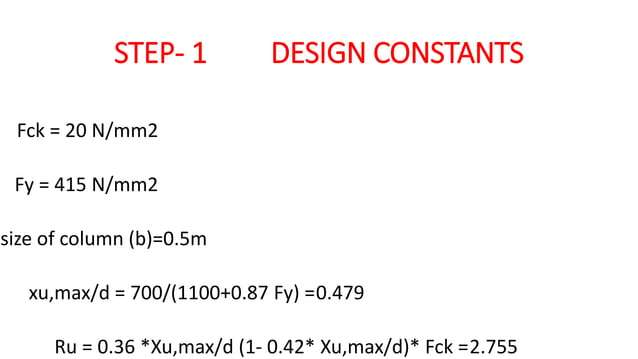 STEP- 1 DESIGN CONSTANTS
Fck = 20 N/mm2
Fy = 415 N/mm2
size of column (b)=0.5m
xu,max/d = 700/(1100+0.87 Fy) =0.479
Ru = 0.36 *Xu,max/d (1- 0.42* Xu,max/d)* Fck =2.755